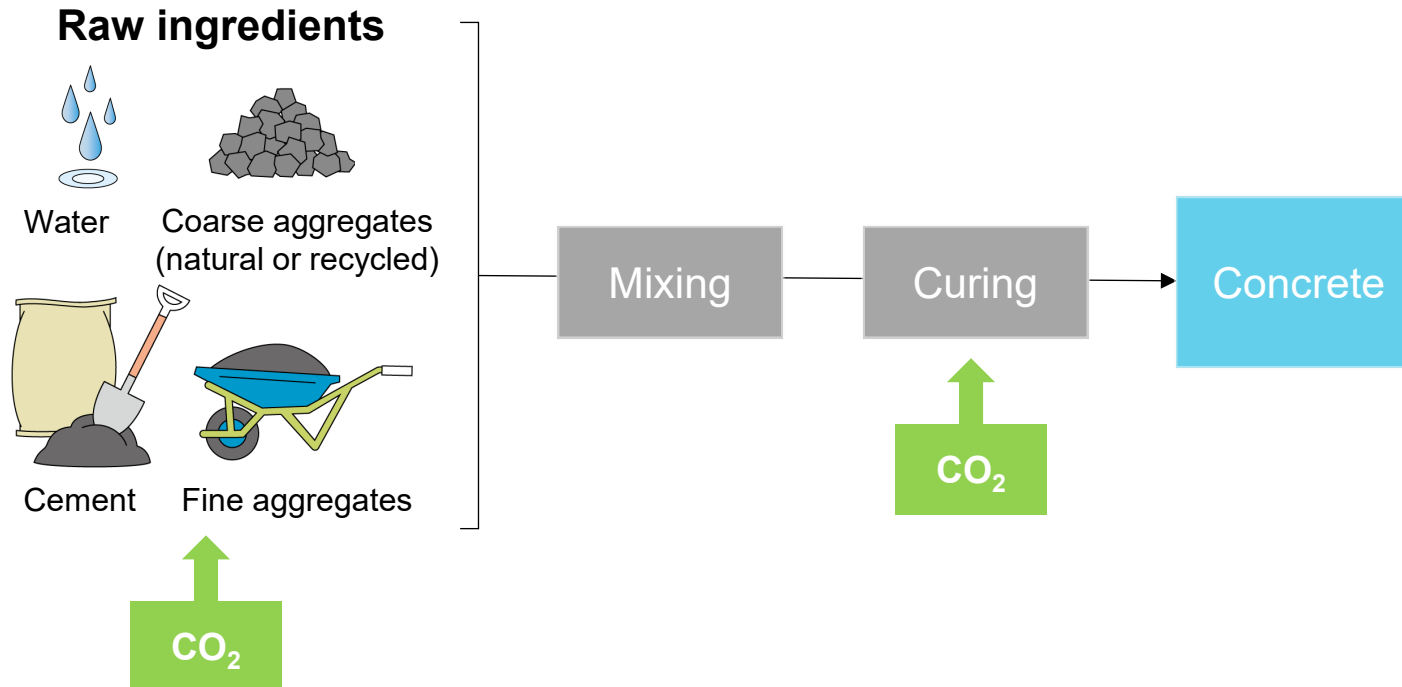 Raw ingredients
Water
Coarse aggregates
(natural or recycled)
Cement
Fine aggregates
CO₂
Mixing
Curing
CO₂
Concrete